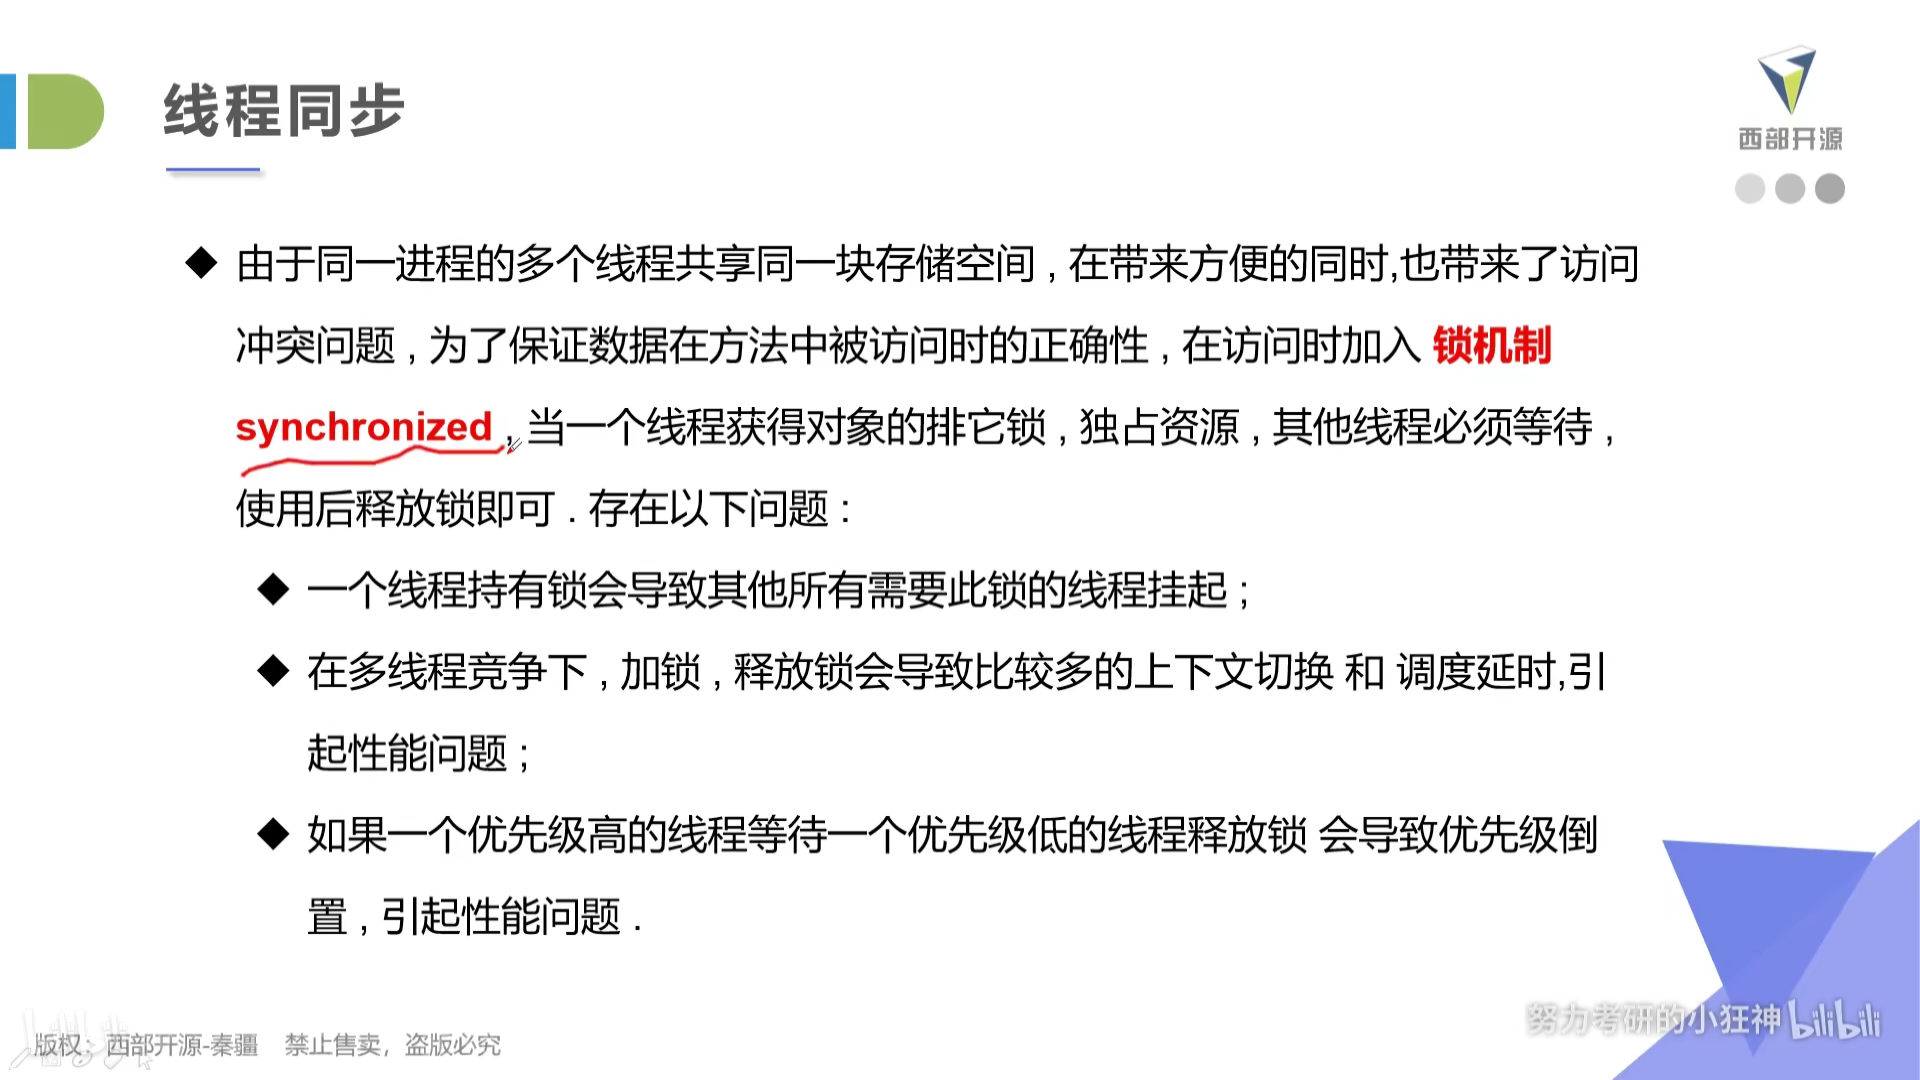 线程同步
西部开源
由于同一进程的多个线程共享同一块存储空间 , 在带来方便的同时,也带来了访问
冲突问题 , 为了保证数据在方法中被访问时的正确性 , 在访问时加入 锁机制
synchronized , 当一个线程获得对象的排它锁 , 独占资源 , 其他线程必须等待 ,
使用后释放锁即可 . 存在以下问题 :
一个线程持有锁会导致其他所有需要此锁的线程挂起 ;
在多线程竞争下 , 加锁 , 释放锁会导致比较多的上下文切换 和 调度延时,引
起性能问题 ;
如果一个优先级高的线程等待一个优先级低的线程释放锁 会导致优先级倒
置 , 引起性能问题 .
努力考研的小狂神 bilibili
版权：西部开源-秦疆 禁止售卖，盗版必究